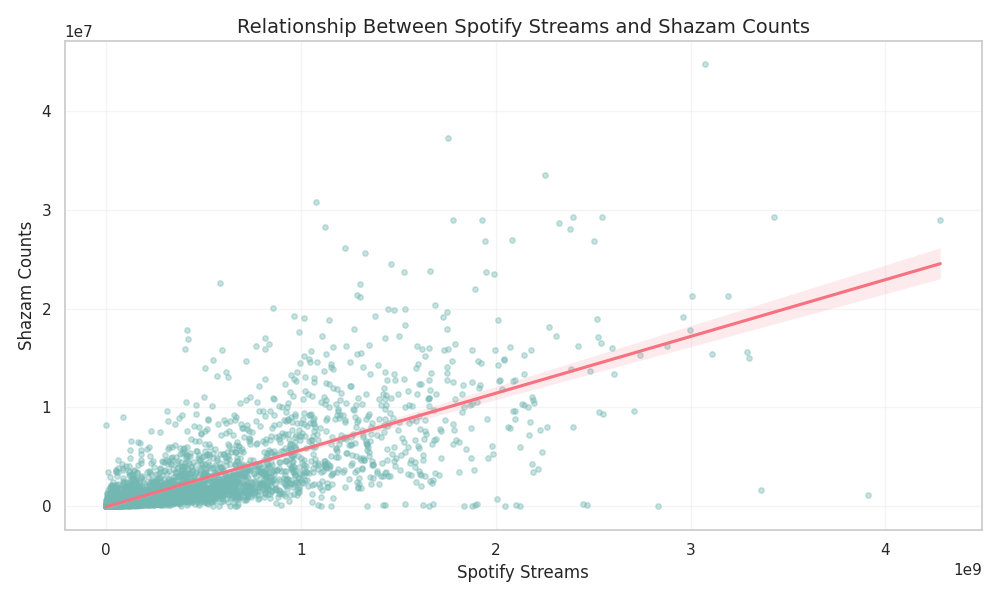 Relationship Between Spotify Streams and Shazam Counts
1e7
4
3
2
1
0
Shazam Counts
0 1 2 3 4
1e9
Spotify Streams